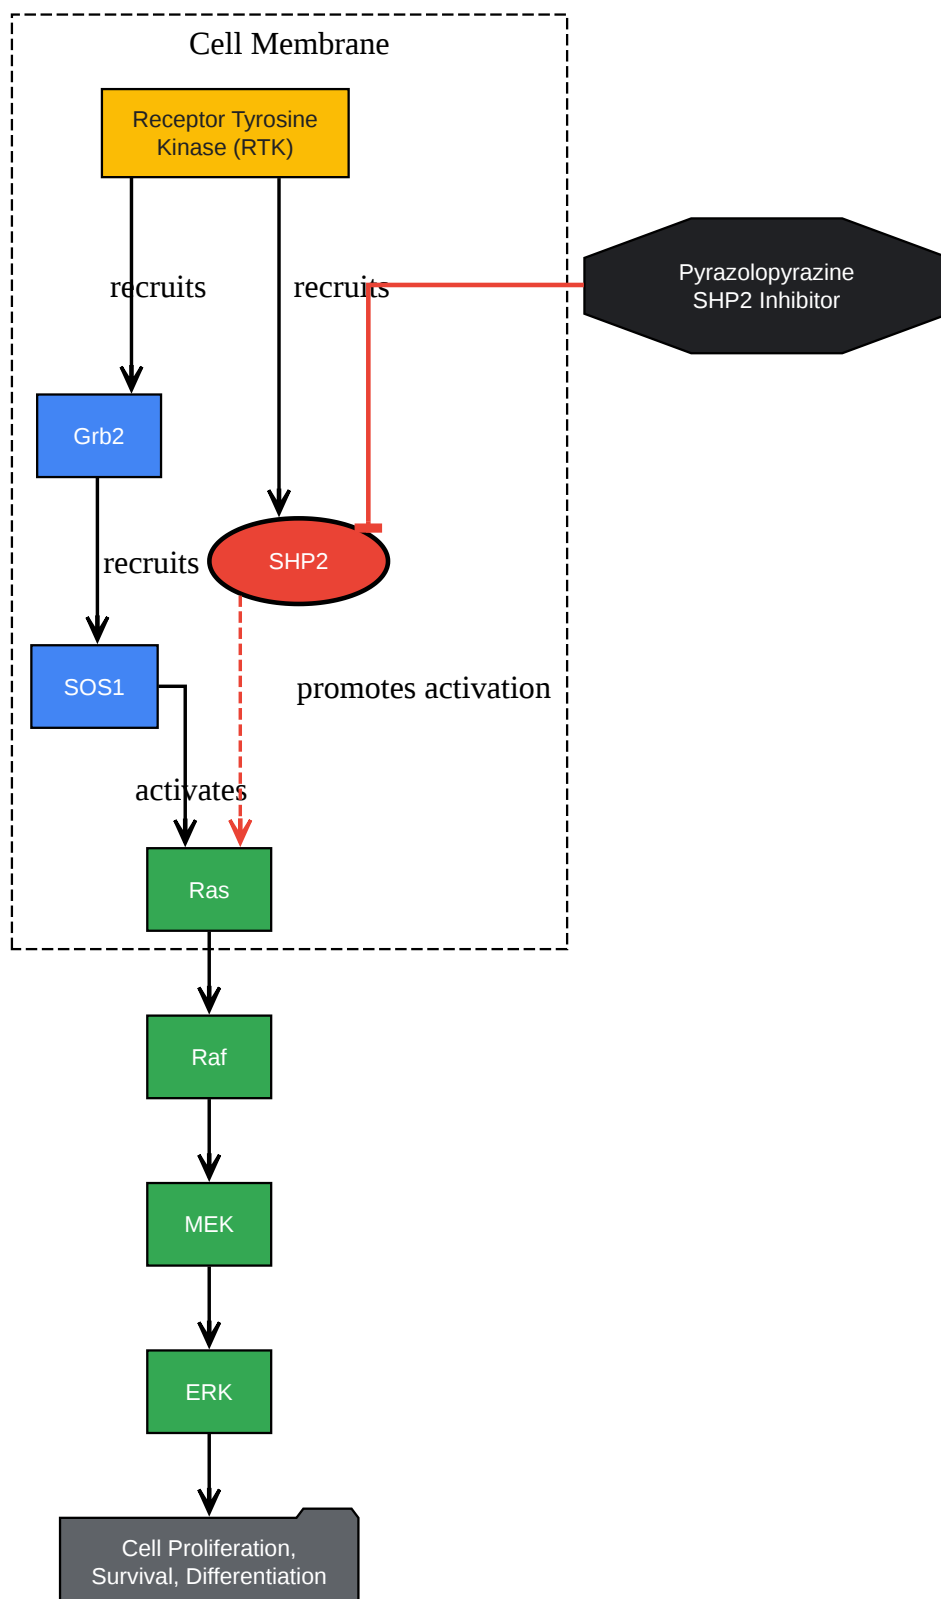 Cell Membrane
Receptor Tyrosine
Kinase (RTK)
recruits
recruits
Pyrazolopyrazine
SHP2 Inhibitor
Grb2
recruits
SHP2
SOS1
promotes activation
activates
Ras
Raf
MEK
ERK
Cell Proliferation,
Survival, Differentiation